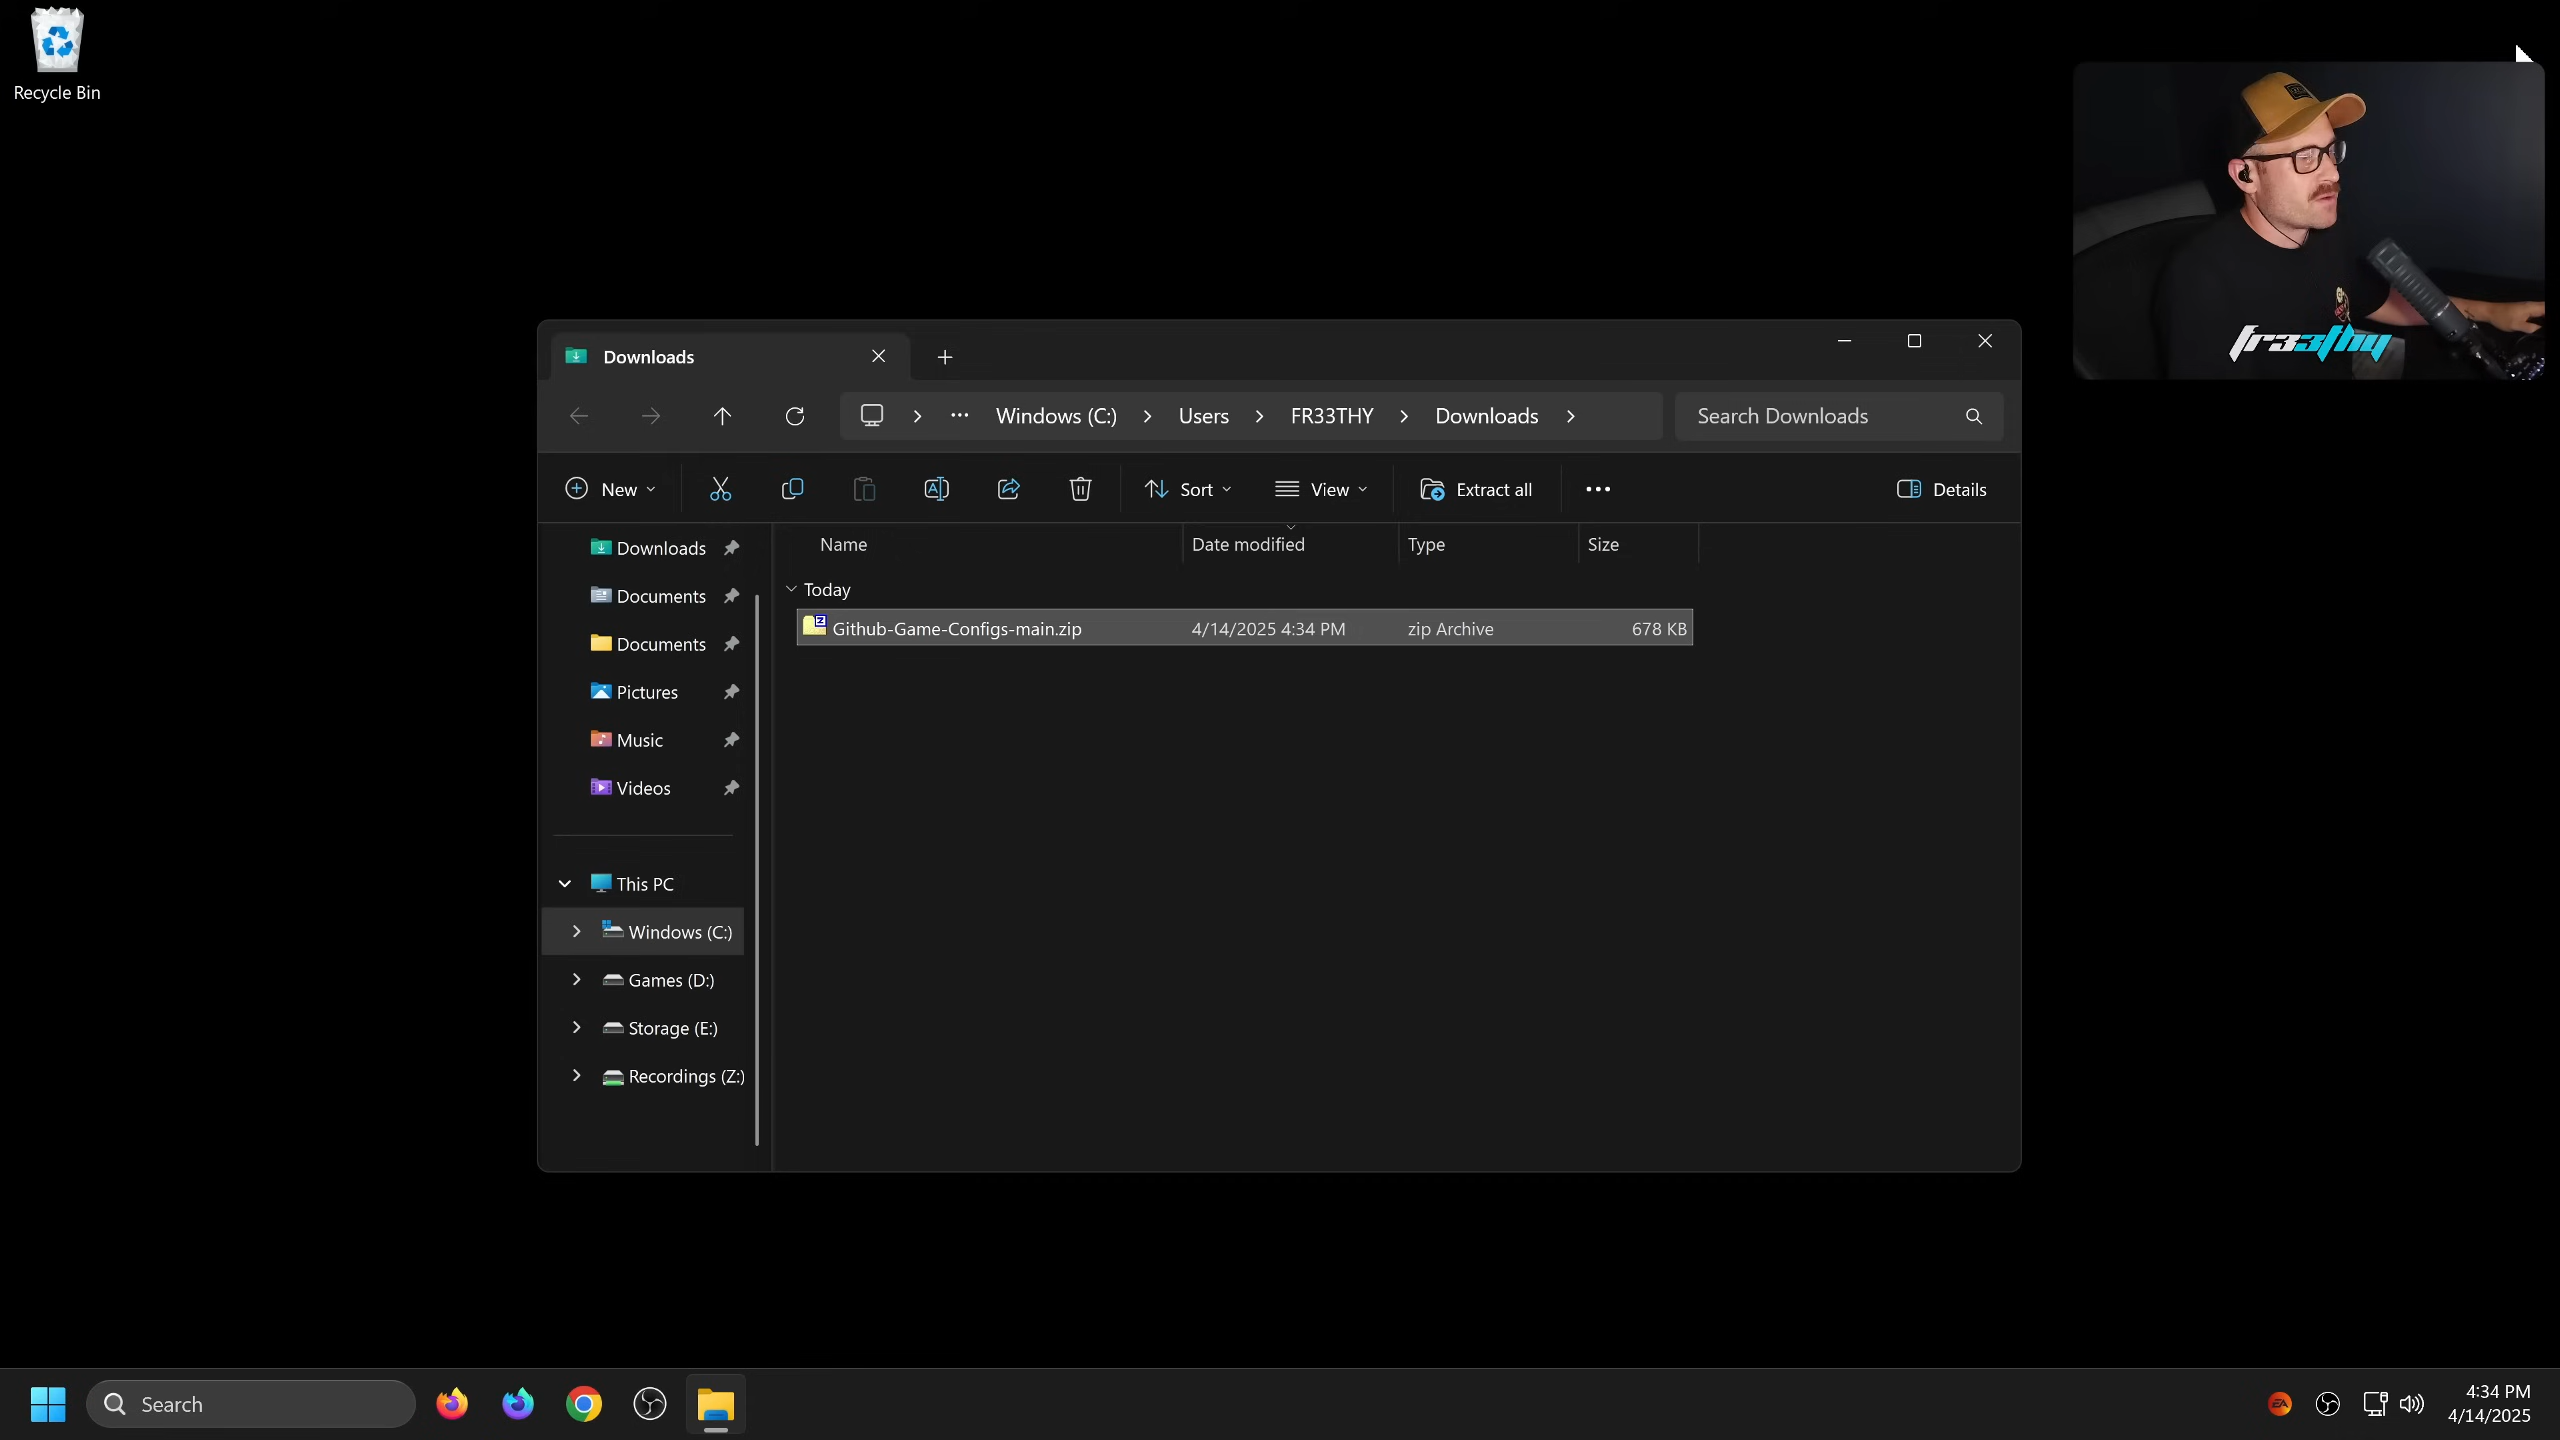 Recycle Bin
fr33thy
Downloads
Windows (C:)
Users
FR33THY
Downloads
Search Downloads
New
Sort
View
Extract all
Details
Downloads
Documents
Documents
Pictures
Music
Videos
This PC
Windows (C:)
Games (D:)
Storage (E:)
Recordings (Z:)
Name
Date modified
Type
Size
Today
Github-Game-Configs-main.zip 4/14/2025 4:34 PM zip Archive 678 KB
Search
EA
4:34 PM
4/14/2025